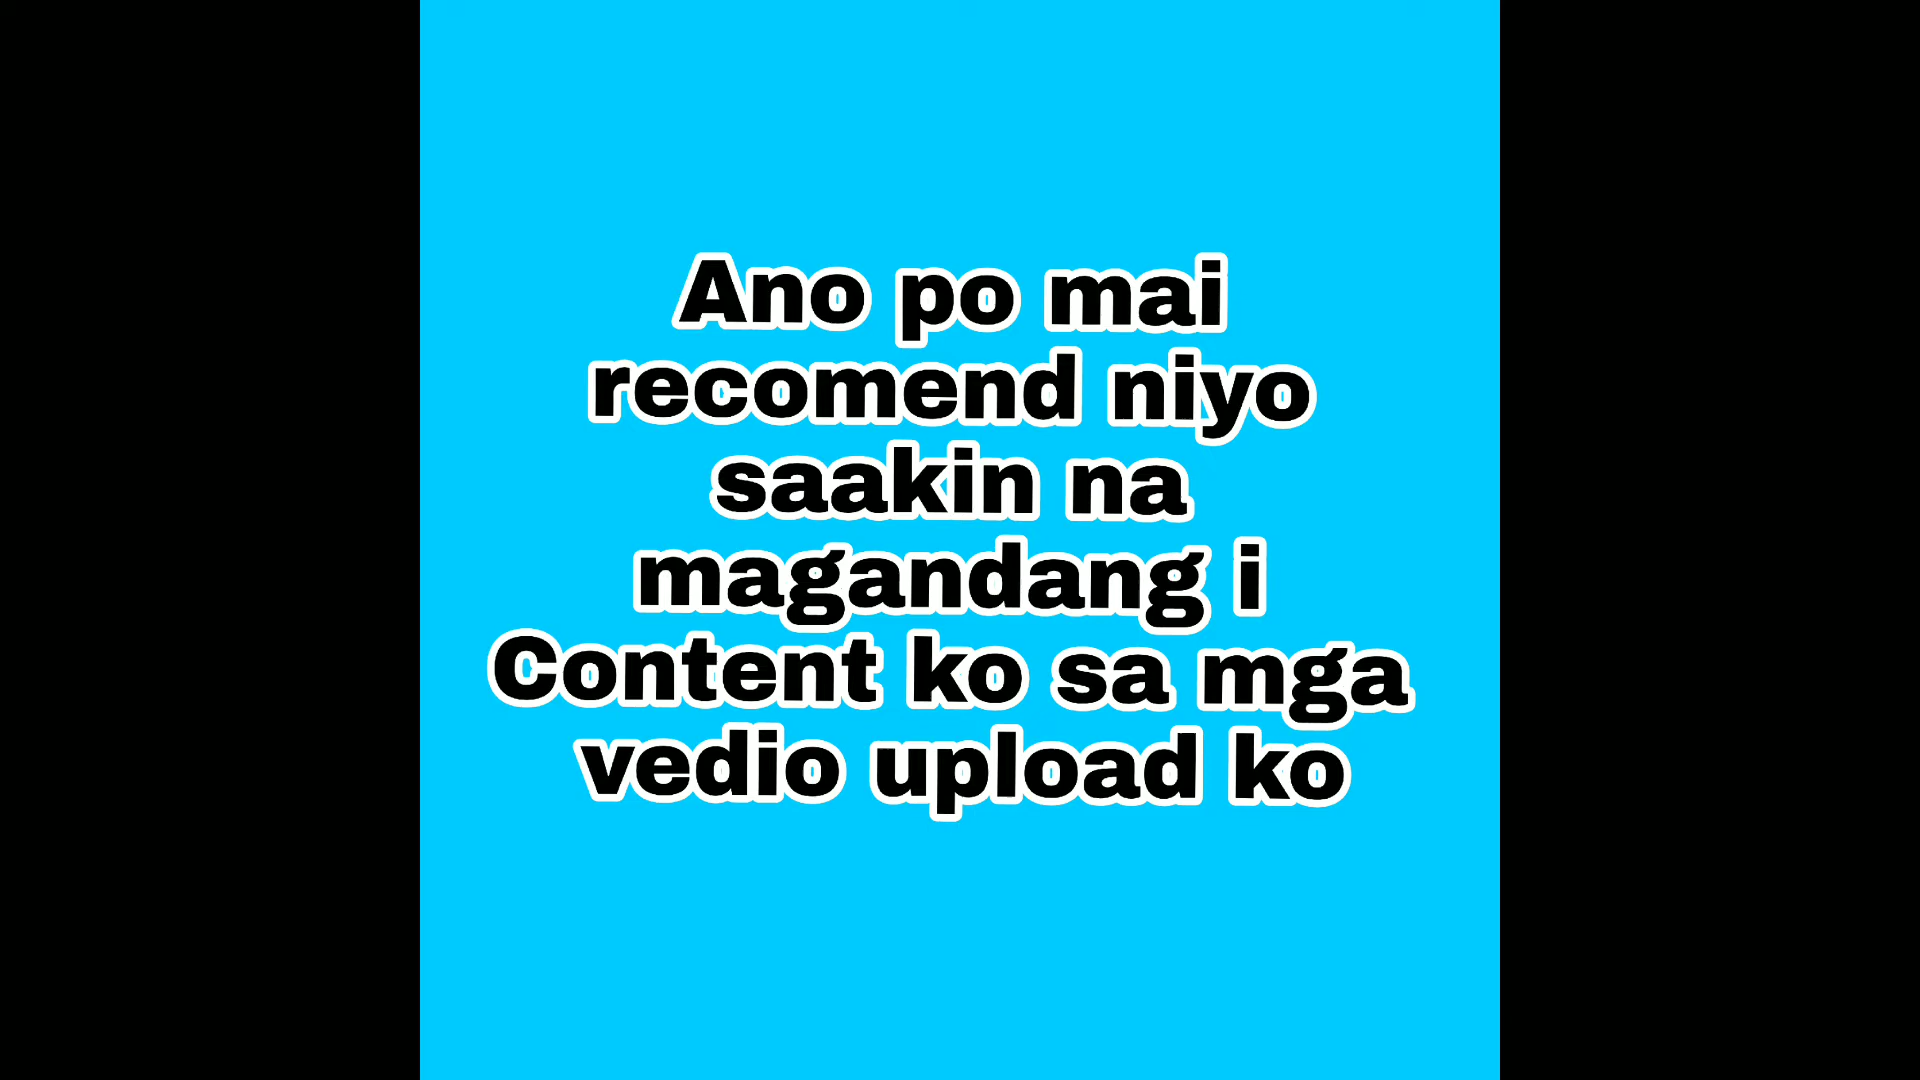 Ano po mai
recomend niyo
saakin na
magandang i
Content ko sa mga
vedio upload ko